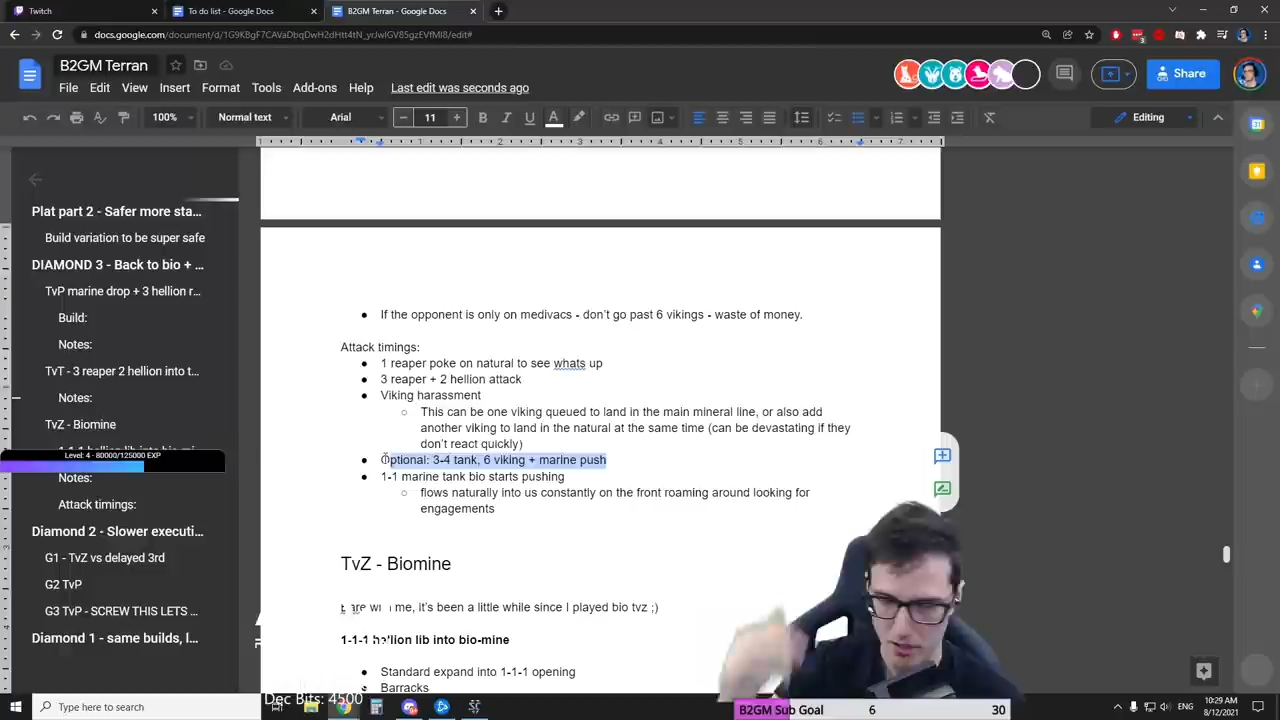 Twitch
To do list - Google Docs
B2GM Terran - Google Docs
B2GM Terran
File Edit View Insert Format Tools Add-ons Help Last edit was seconds ago
Share
100% Normal text Arial 11 Editing
Plat part 2 - Safer more sta...
Build variation to be super safe
DIAMOND 3 - Back to bio + ...
TvP marine drop + 3 hellion r...
Build:
Notes:
TvT - 3 reaper 2 hellion into t...
Notes:
TvZ - Biomine
Level: 4 - 80000/125000 EXP
Notes:
Attack timings:
Diamond 2 - Slower executi...
G1 - TvZ vs delayed 3rd
G2 TvP
G3 TvP - SCREW THIS LETS ...
Diamond 1 - same builds, l...
If the opponent is only on medivacs - don't go past 6 vikings - waste of money.
Attack timings:
1 reaper poke on natural to see whats up
3 reaper + 2 hellion attack
Viking harassment
This can be one viking queued to land in the main mineral line, or also add
another viking to land in the natural at the same time (can be devastating if they
don't react quickly)
Optional: 3-4 tank, 6 viking + marine push
1-1 marine tank bio starts pushing
flows naturally into us constantly on the front roaming around looking for
engagements
TvZ - Biomine
me, it's been a little while since I played bio tvz ;)
1-1-1 hellion lib into bio-mine
Standard expand into 1-1-1 opening
Barracks
Dec Bits: 4500
Type here to search
B2GM Sub Goal 6 30
10:29 AM
8/12/2021